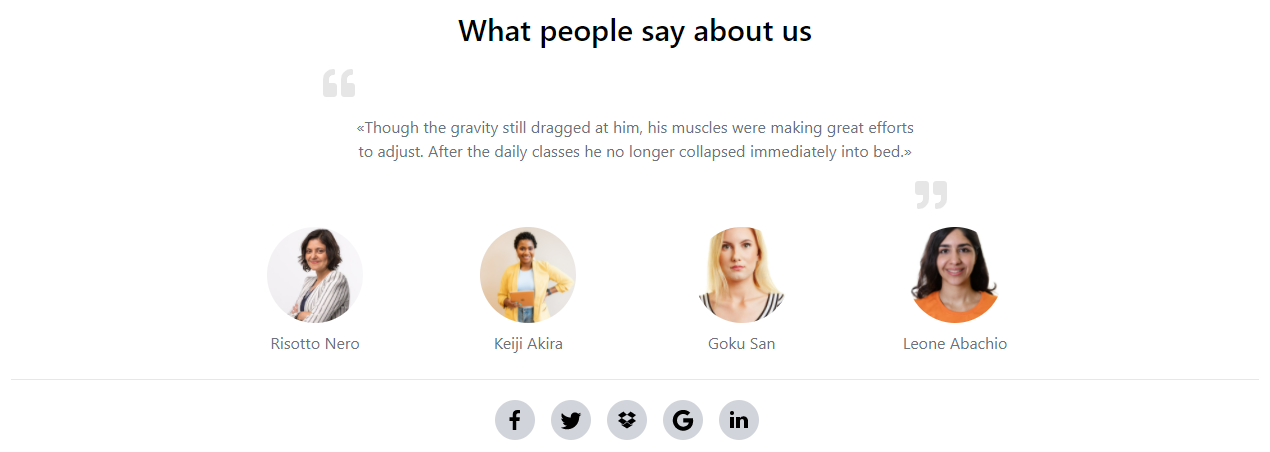 What people say about us
«Though the gravity still dragged at him, his muscles were making great efforts
to adjust. After the daily classes he no longer collapsed immediately into bed.»
Risotto Nero
Keiji Akira
Goku San
Leone Abachio